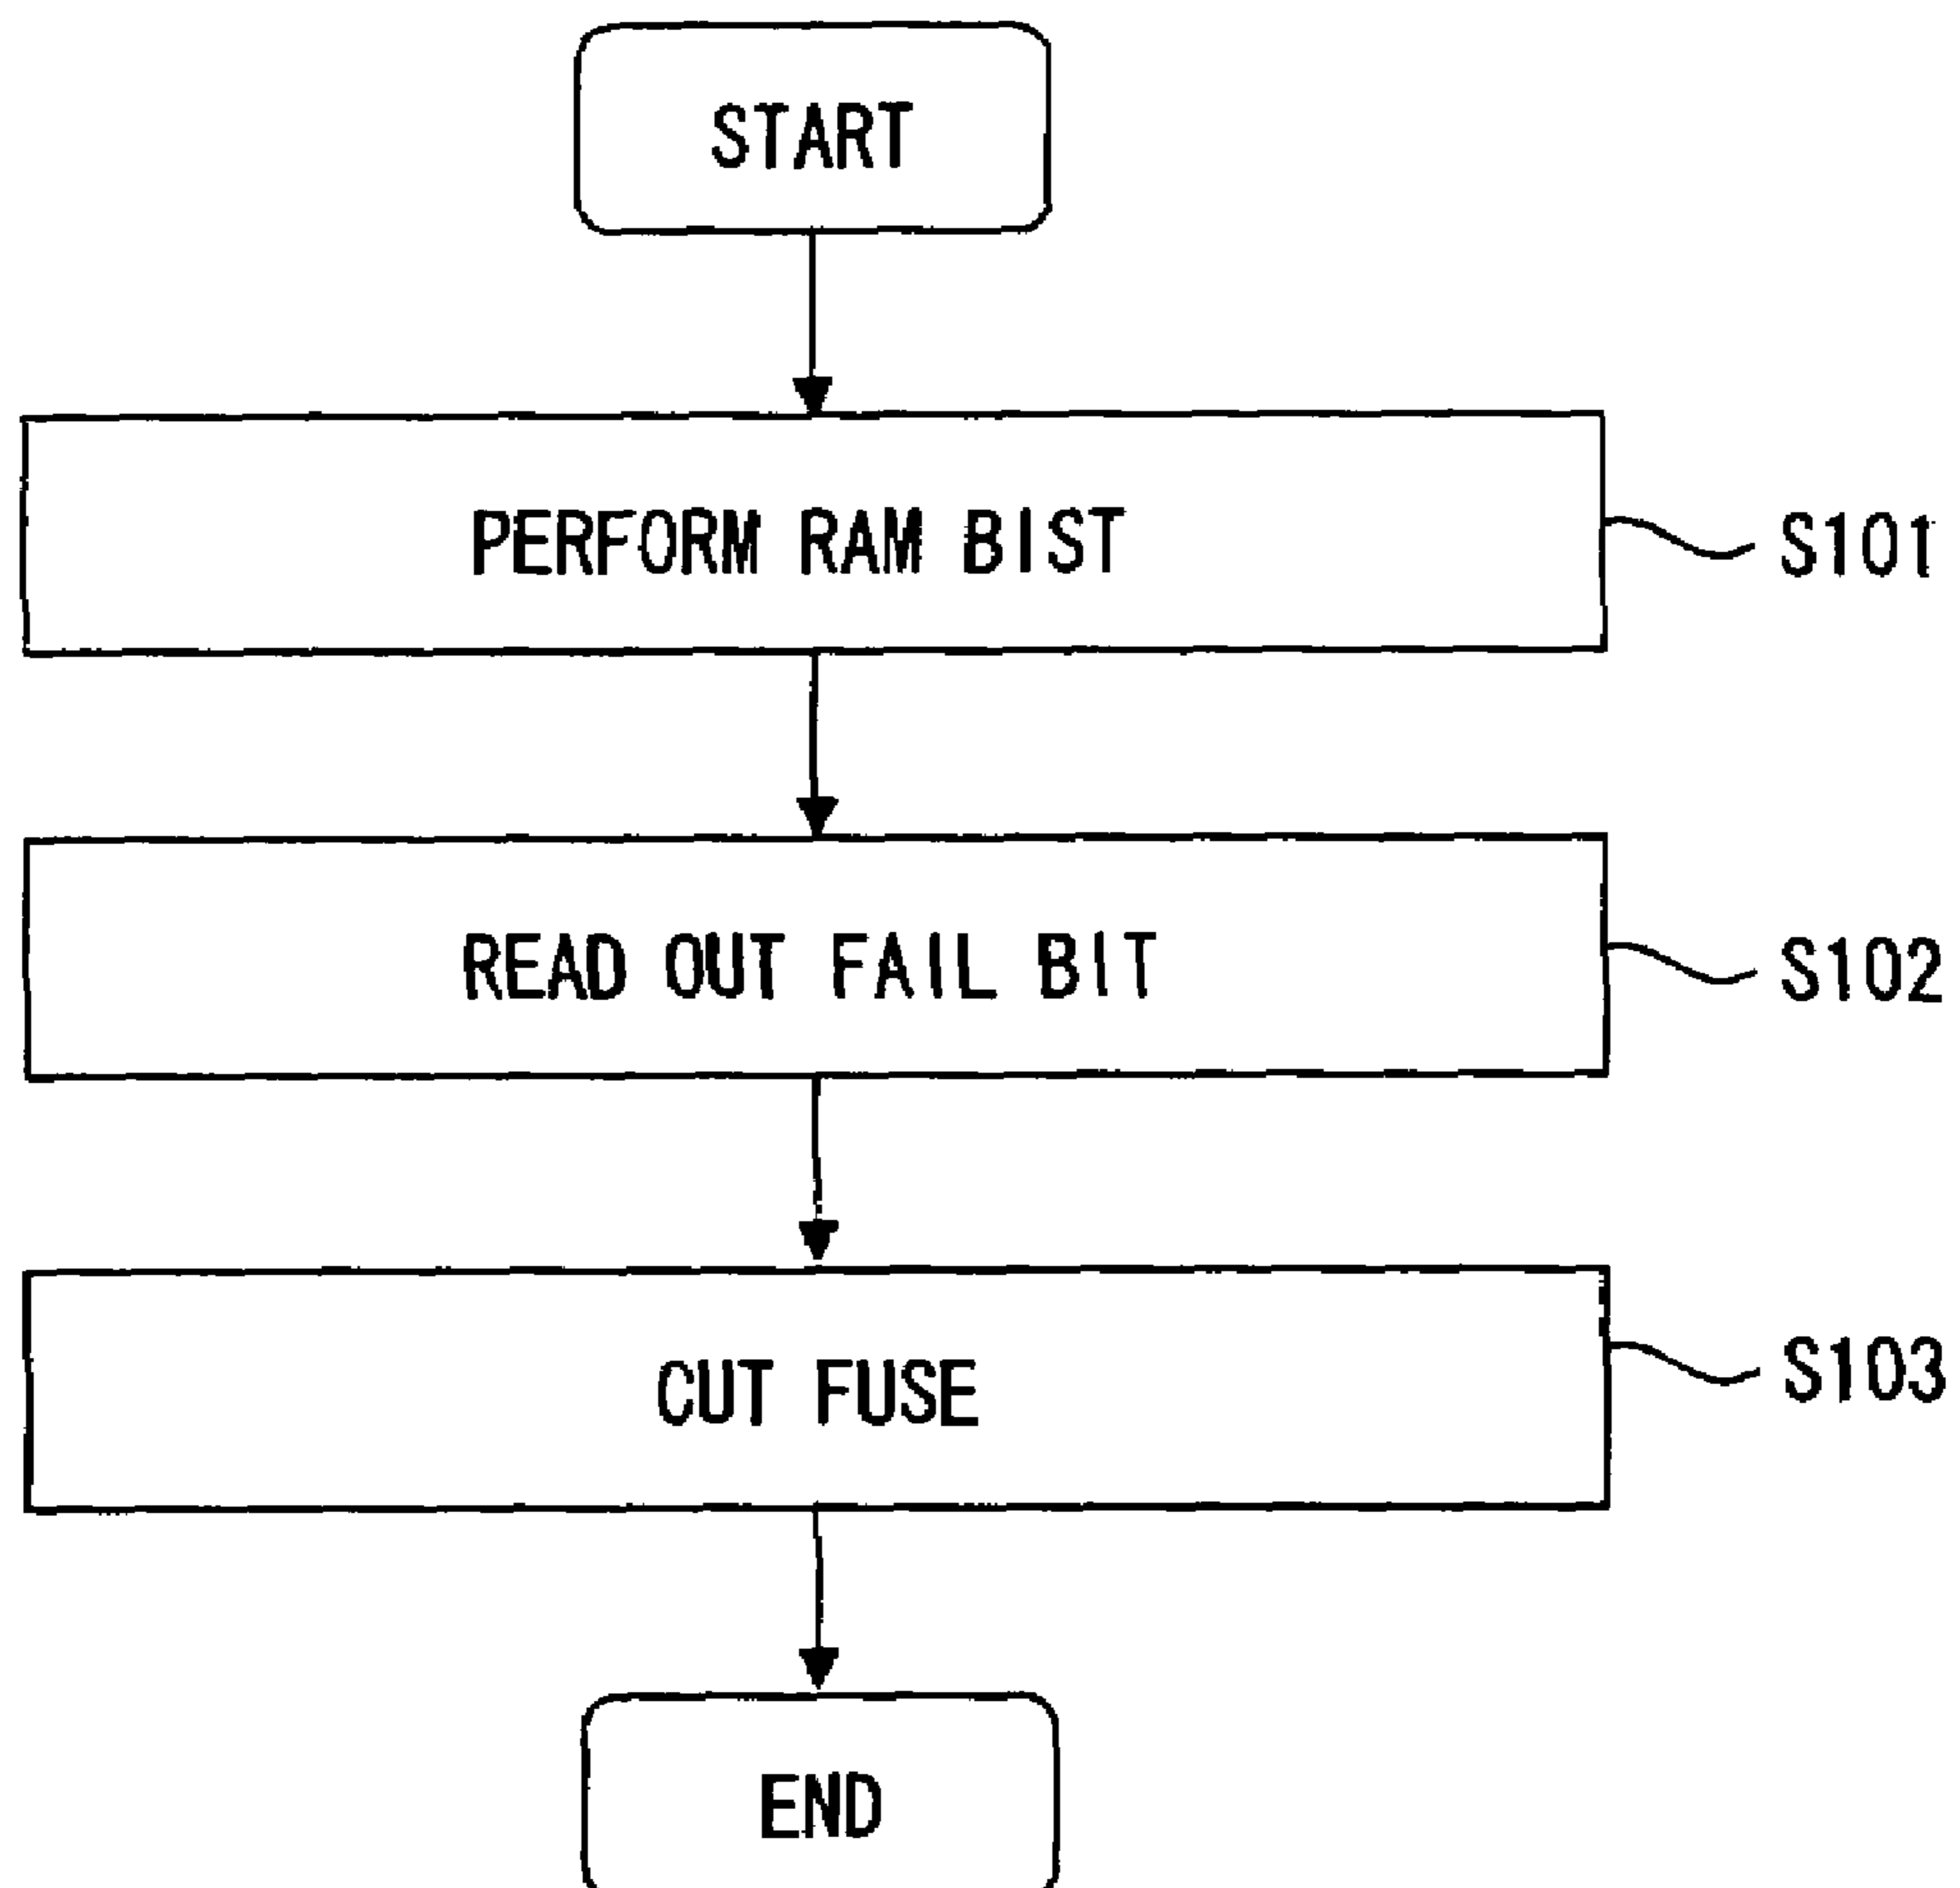 START
PERFORM RAM BIST
S101
READ OUT FAIL BIT
S102
CUT FUSE
S103
END